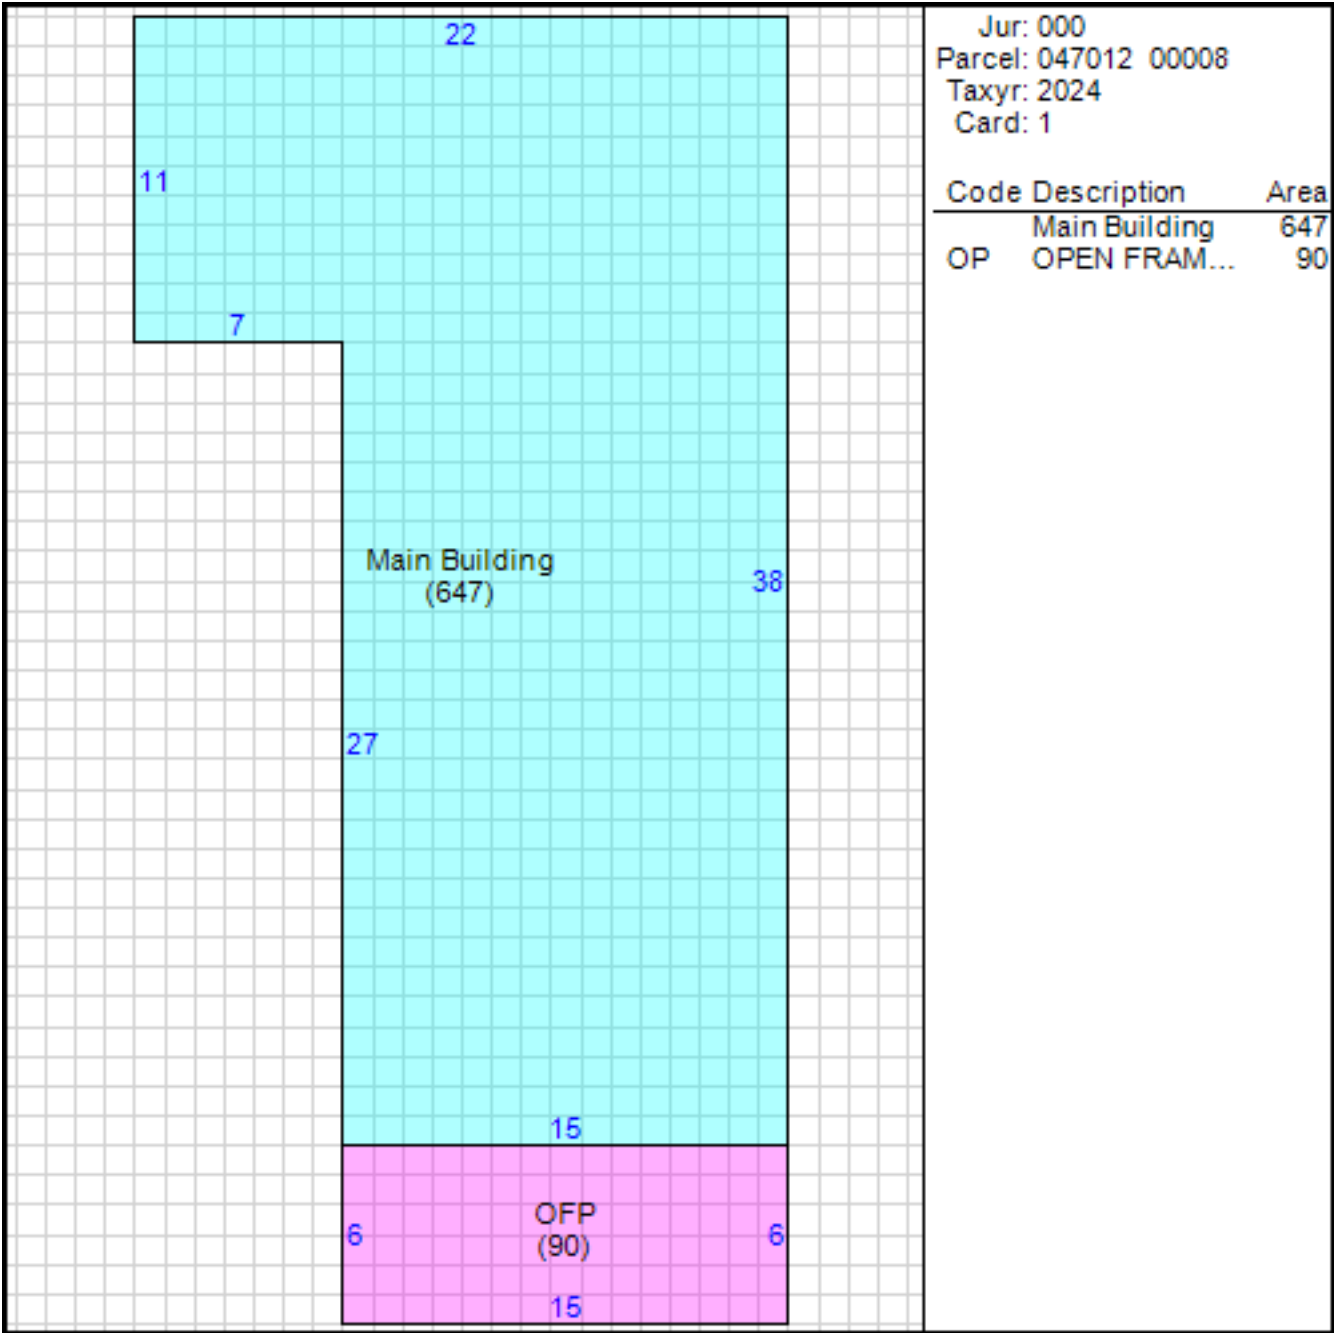 22
11
7
Main Building
(647)
38
27
15
OFP
(90)
6
6
15
Jur: 000
Parcel: 047012 00008
Taxyr: 2024
Card: 1
Code Description Area
Main Building 647
OP OPEN FRAM... 90